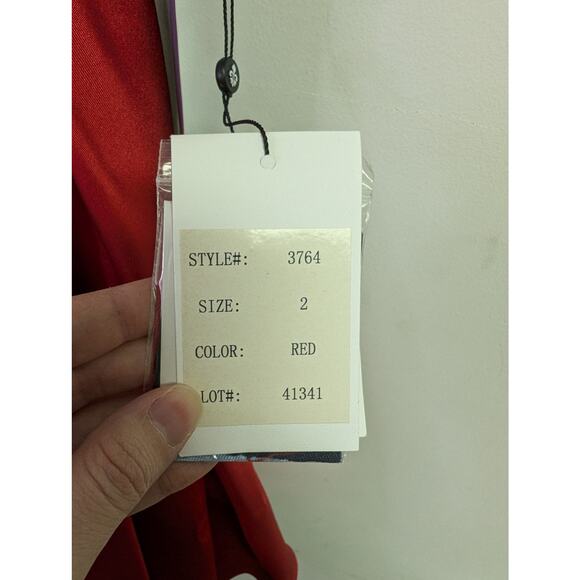 STYLE#: 3764
SIZE: 2
COLOR: RED
LOT#: 41341